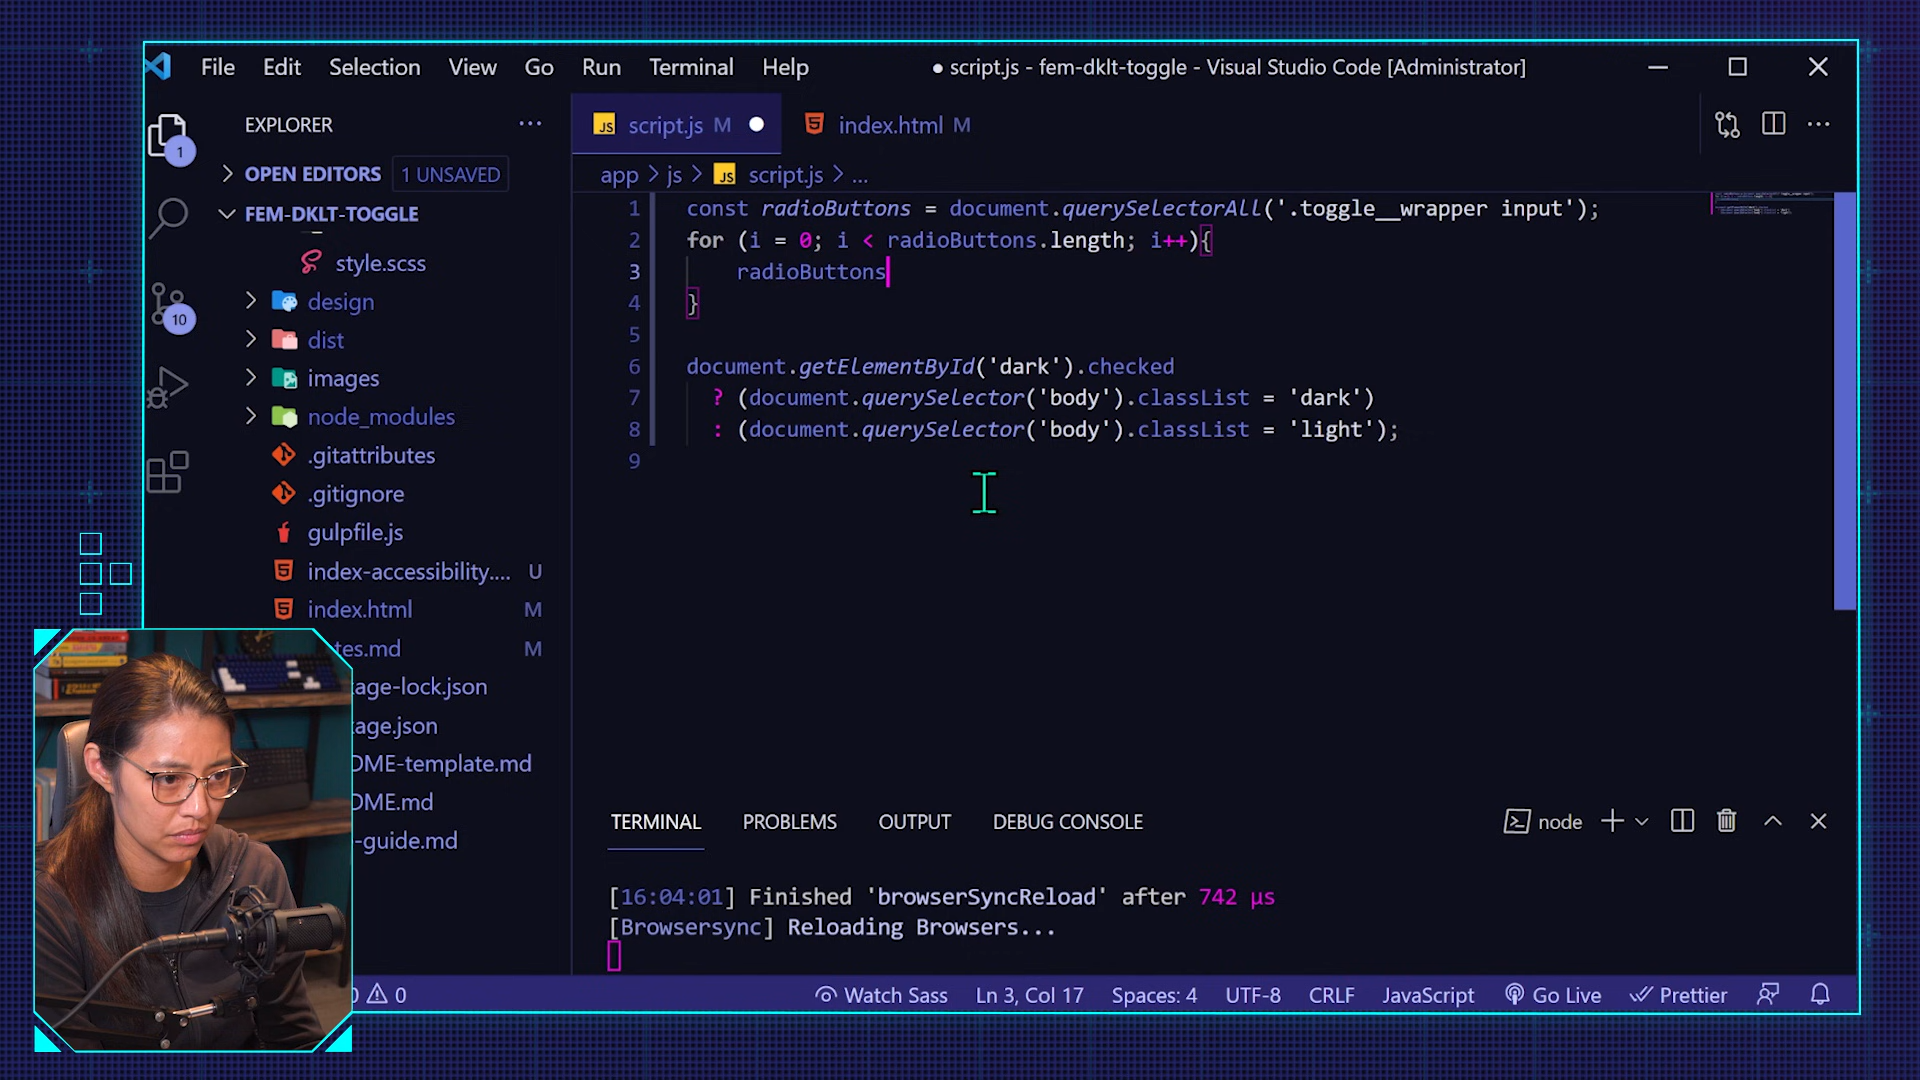 File Edit Selection View Go Run Terminal Help
● script.js - fem-dklt-toggle - Visual Studio Code [Administrator]
EXPLORER
1
OPEN EDITORS 1 UNSAVED
FEM-DKLT-TOGGLE
style.scss
10
design
dist
images
node_modules
.gitattributes
.gitignore
gulpfile.js
index-accessibility.... U
index.html M
tes.md M
age-lock.json
kage.json
DME-template.md
DME.md
-guide.md
JS script.js M
index.html M
app > js > JS script.js > ...
1 const radioButtons = document.querySelectorAll('.toggle__wrapper input');
2 for (i = 0; i < radioButtons.length; i++){
3 radioButtons
4 }
5
6 document.getElementById('dark').checked
7 ? (document.querySelector('body').classList = 'dark')
8 : (document.querySelector('body').classList = 'light');
9
TERMINAL PROBLEMS OUTPUT DEBUG CONSOLE
node
[16:04:01] Finished 'browserSyncReload' after 742 μs
[Browsersync] Reloading Browsers...
0
Watch Sass Ln 3, Col 17 Spaces: 4 UTF-8 CRLF JavaScript Go Live Prettier